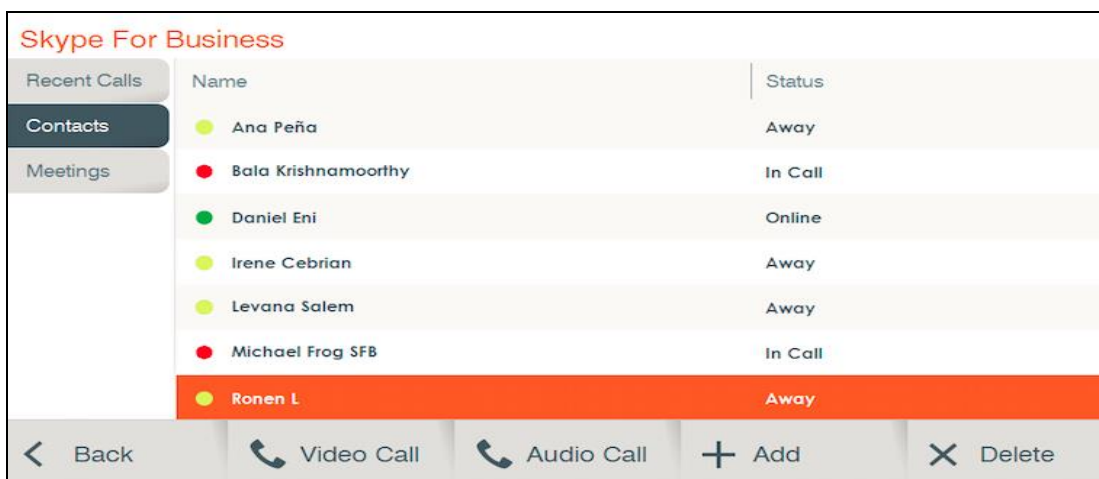 Skype For Business
Recent Calls
Contacts
Meetings
Name Status
Ana Peña Away
Bala Krishnamoorthy In Call
Daniel Eni Online
Irene Cebrian Away
Levana Salem Away
Michael Frog SFB In Call
Ronen L Away
Back Video Call Audio Call Add Delete